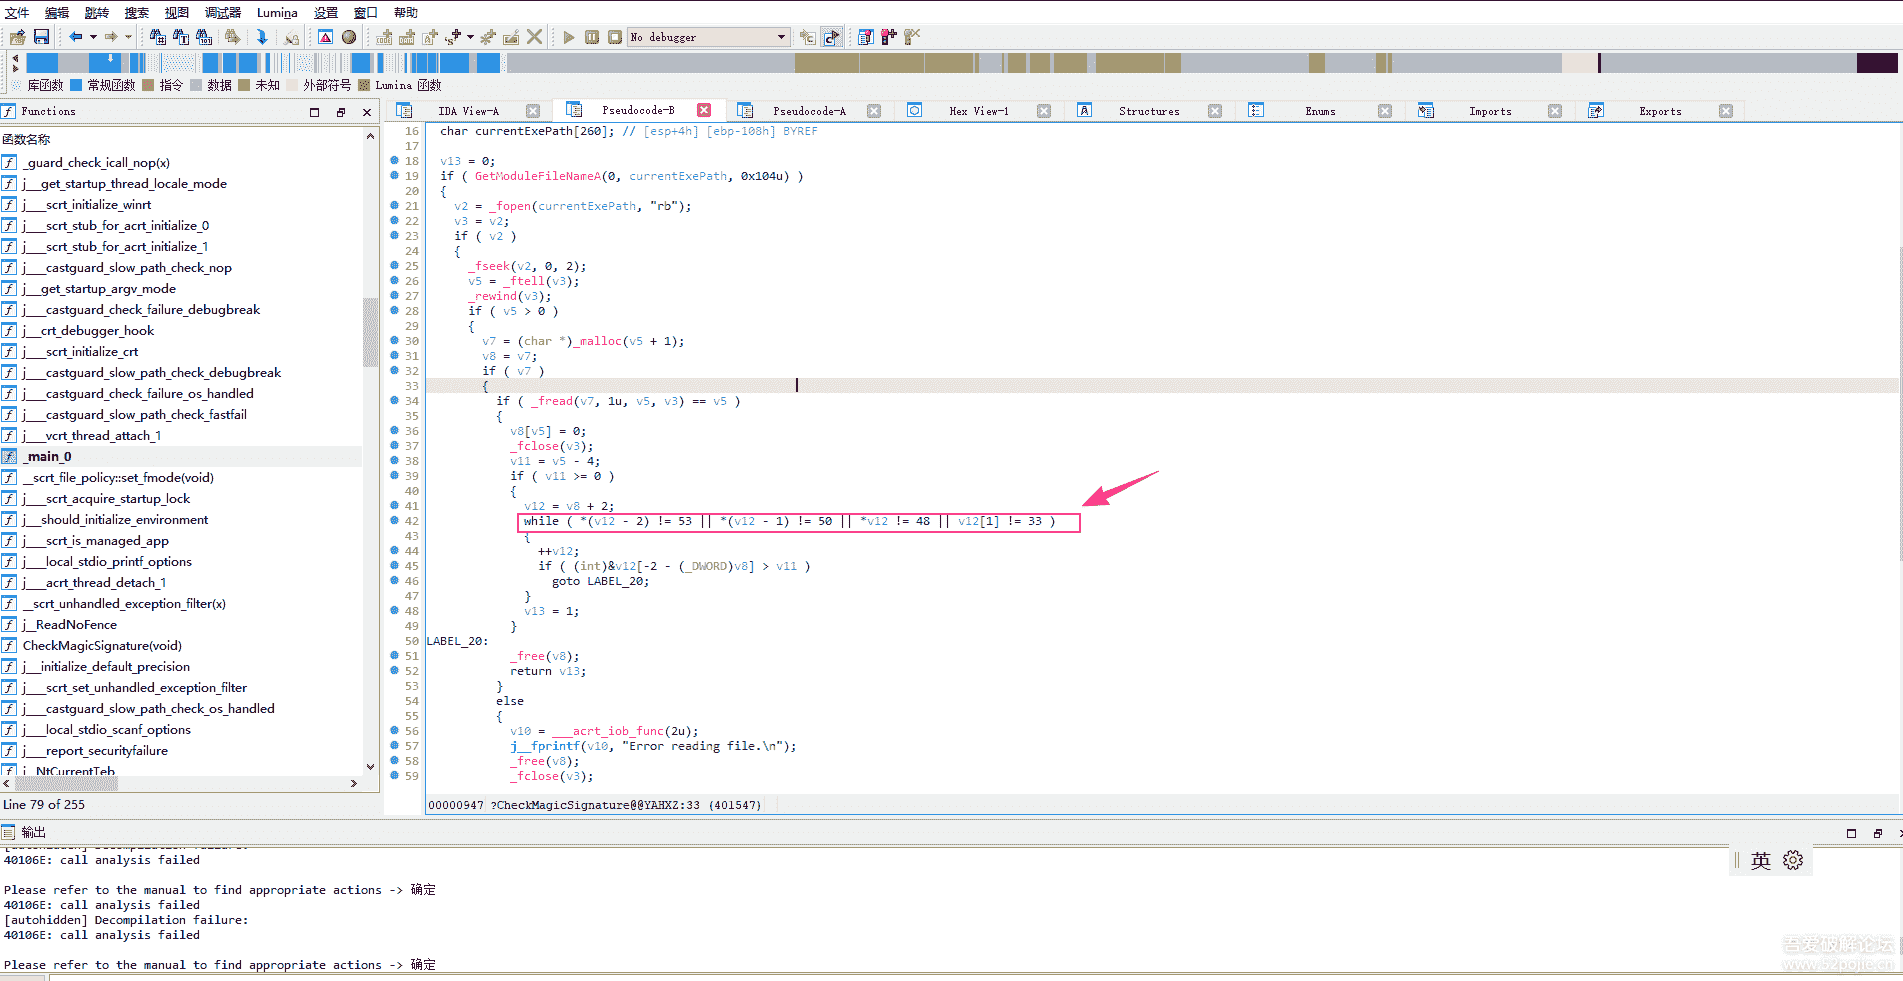 文件 编辑 跳转 搜索 视图 调试器 Lumina 设置 窗口 帮助
No debugger
库函数 常规函数 指令 数据 未知 外部符号 Lumina 函数
Functions
IDA View-A Pseudocode-B Pseudocode-A Hex View-1 Structures Enums Imports Exports
函数名称
_guard_check_icall_nop(x)
j___get_startup_thread_locale_mode
j___scrt_initialize_winrt
j___scrt_stub_for_acrt_initialize_0
j___scrt_stub_for_acrt_initialize_1
j___castguard_slow_path_check_nop
j___get_startup_argv_mode
j___castguard_check_failure_debugbreak
j___crt_debugger_hook
j___scrt_initialize_crt
j___castguard_slow_path_check_debugbreak
j___castguard_check_failure_os_handled
j___castguard_slow_path_check_fastfail
j___vcrt_thread_attach_1
_main_0
__scrt_file_policy::set_fmode(void)
j___scrt_acquire_startup_lock
j___should_initialize_environment
j___scrt_is_managed_app
j___local_stdio_printf_options
j___acrt_thread_detach_1
__scrt_unhandled_exception_filter(x)
j__ReadNoFence
CheckMagicSignature(void)
j__initialize_default_precision
j___scrt_set_unhandled_exception_filter
j___castguard_slow_path_check_os_handled
j___local_stdio_scanf_options
j___report_securityfailure
j__NtCurrentTeb
Line 79 of 255
16 char currentExePath[260]; // [esp+4h] [ebp-108h] BYREF
17
18 v13 = 0;
19 if ( GetModuleFileNameA(0, currentExePath, 0x104u) )
20 {
21 v2 = _fopen(currentExePath, "rb");
22 v3 = v2;
23 if ( v2 )
24 {
25 _fseek(v2, 0, 2);
26 v5 = _ftell(v3);
27 _rewind(v3);
28 if ( v5 > 0 )
29 {
30 v7 = (char *)_malloc(v5 + 1);
31 v8 = v7;
32 if ( v7 )
33 {
34 if ( _fread(v7, 1u, v5, v3) == v5 )
35 {
36 v8[v5] = 0;
37 _fclose(v3);
38 v11 = v5 - 4;
39 if ( v11 >= 0 )
40 {
41 v12 = v8 + 2;
42 while ( *(v12 - 2) != 53 || *(v12 - 1) != 50 || *v12 != 48 || v12[1] != 33 )
43 {
44 ++v12;
45 if ( (int)&v12[-2 - (_DWORD)v8] > v11 )
46 goto LABEL_20;
47 }
48 v13 = 1;
49 }
50 LABEL_20:
51 _free(v8);
52 return v13;
53 }
54 else
55 {
56 v10 = ___acrt_iob_func(2u);
57 j__fprintf(v10, "Error reading file.\n");
58 _free(v8);
59 _fclose(v3);
00000947 ?CheckMagicSignature@@YAHXZ:33 (401547)
输出
[autohidden] Decompilation failure:
40106E: call analysis failed
Please refer to the manual to find appropriate actions -> 确定
40106E: call analysis failed
[autohidden] Decompilation failure:
40106E: call analysis failed
Please refer to the manual to find appropriate actions -> 确定
英
吾爱破解论坛
www.52pojie.cn